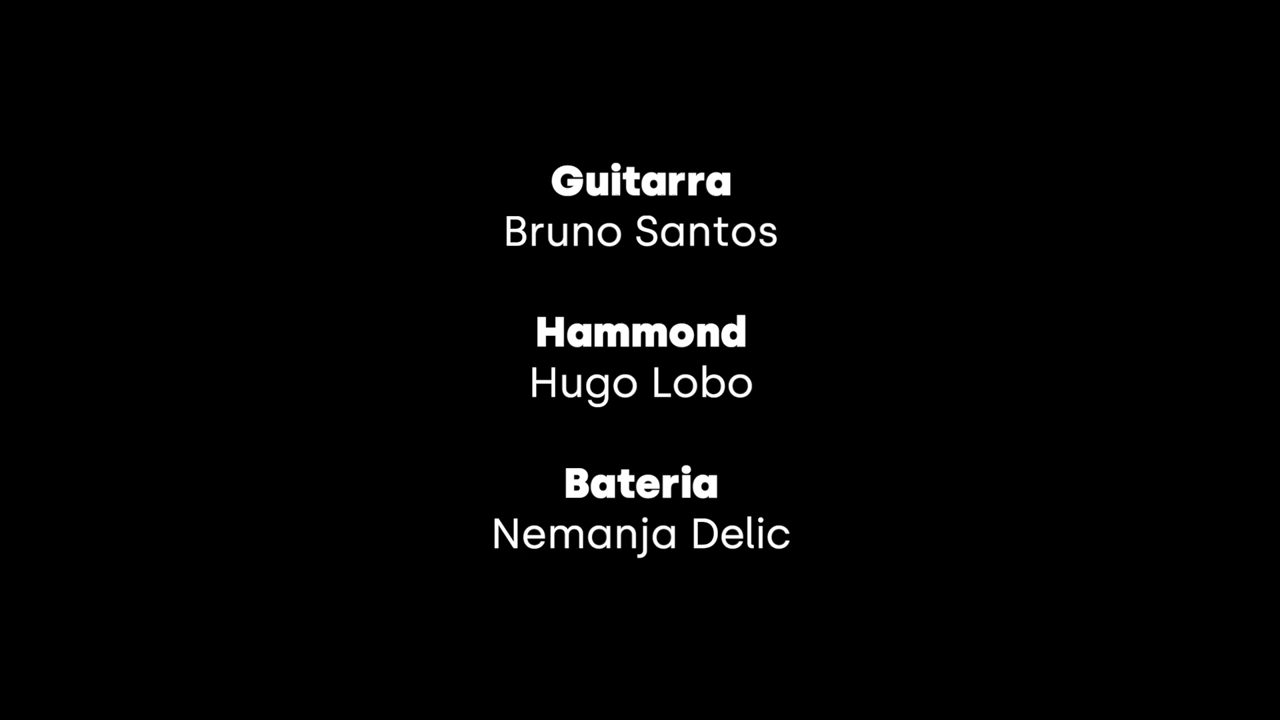 Guitarra
Bruno Santos
Hammond
Hugo Lobo
Bateria
Nemanja Delic